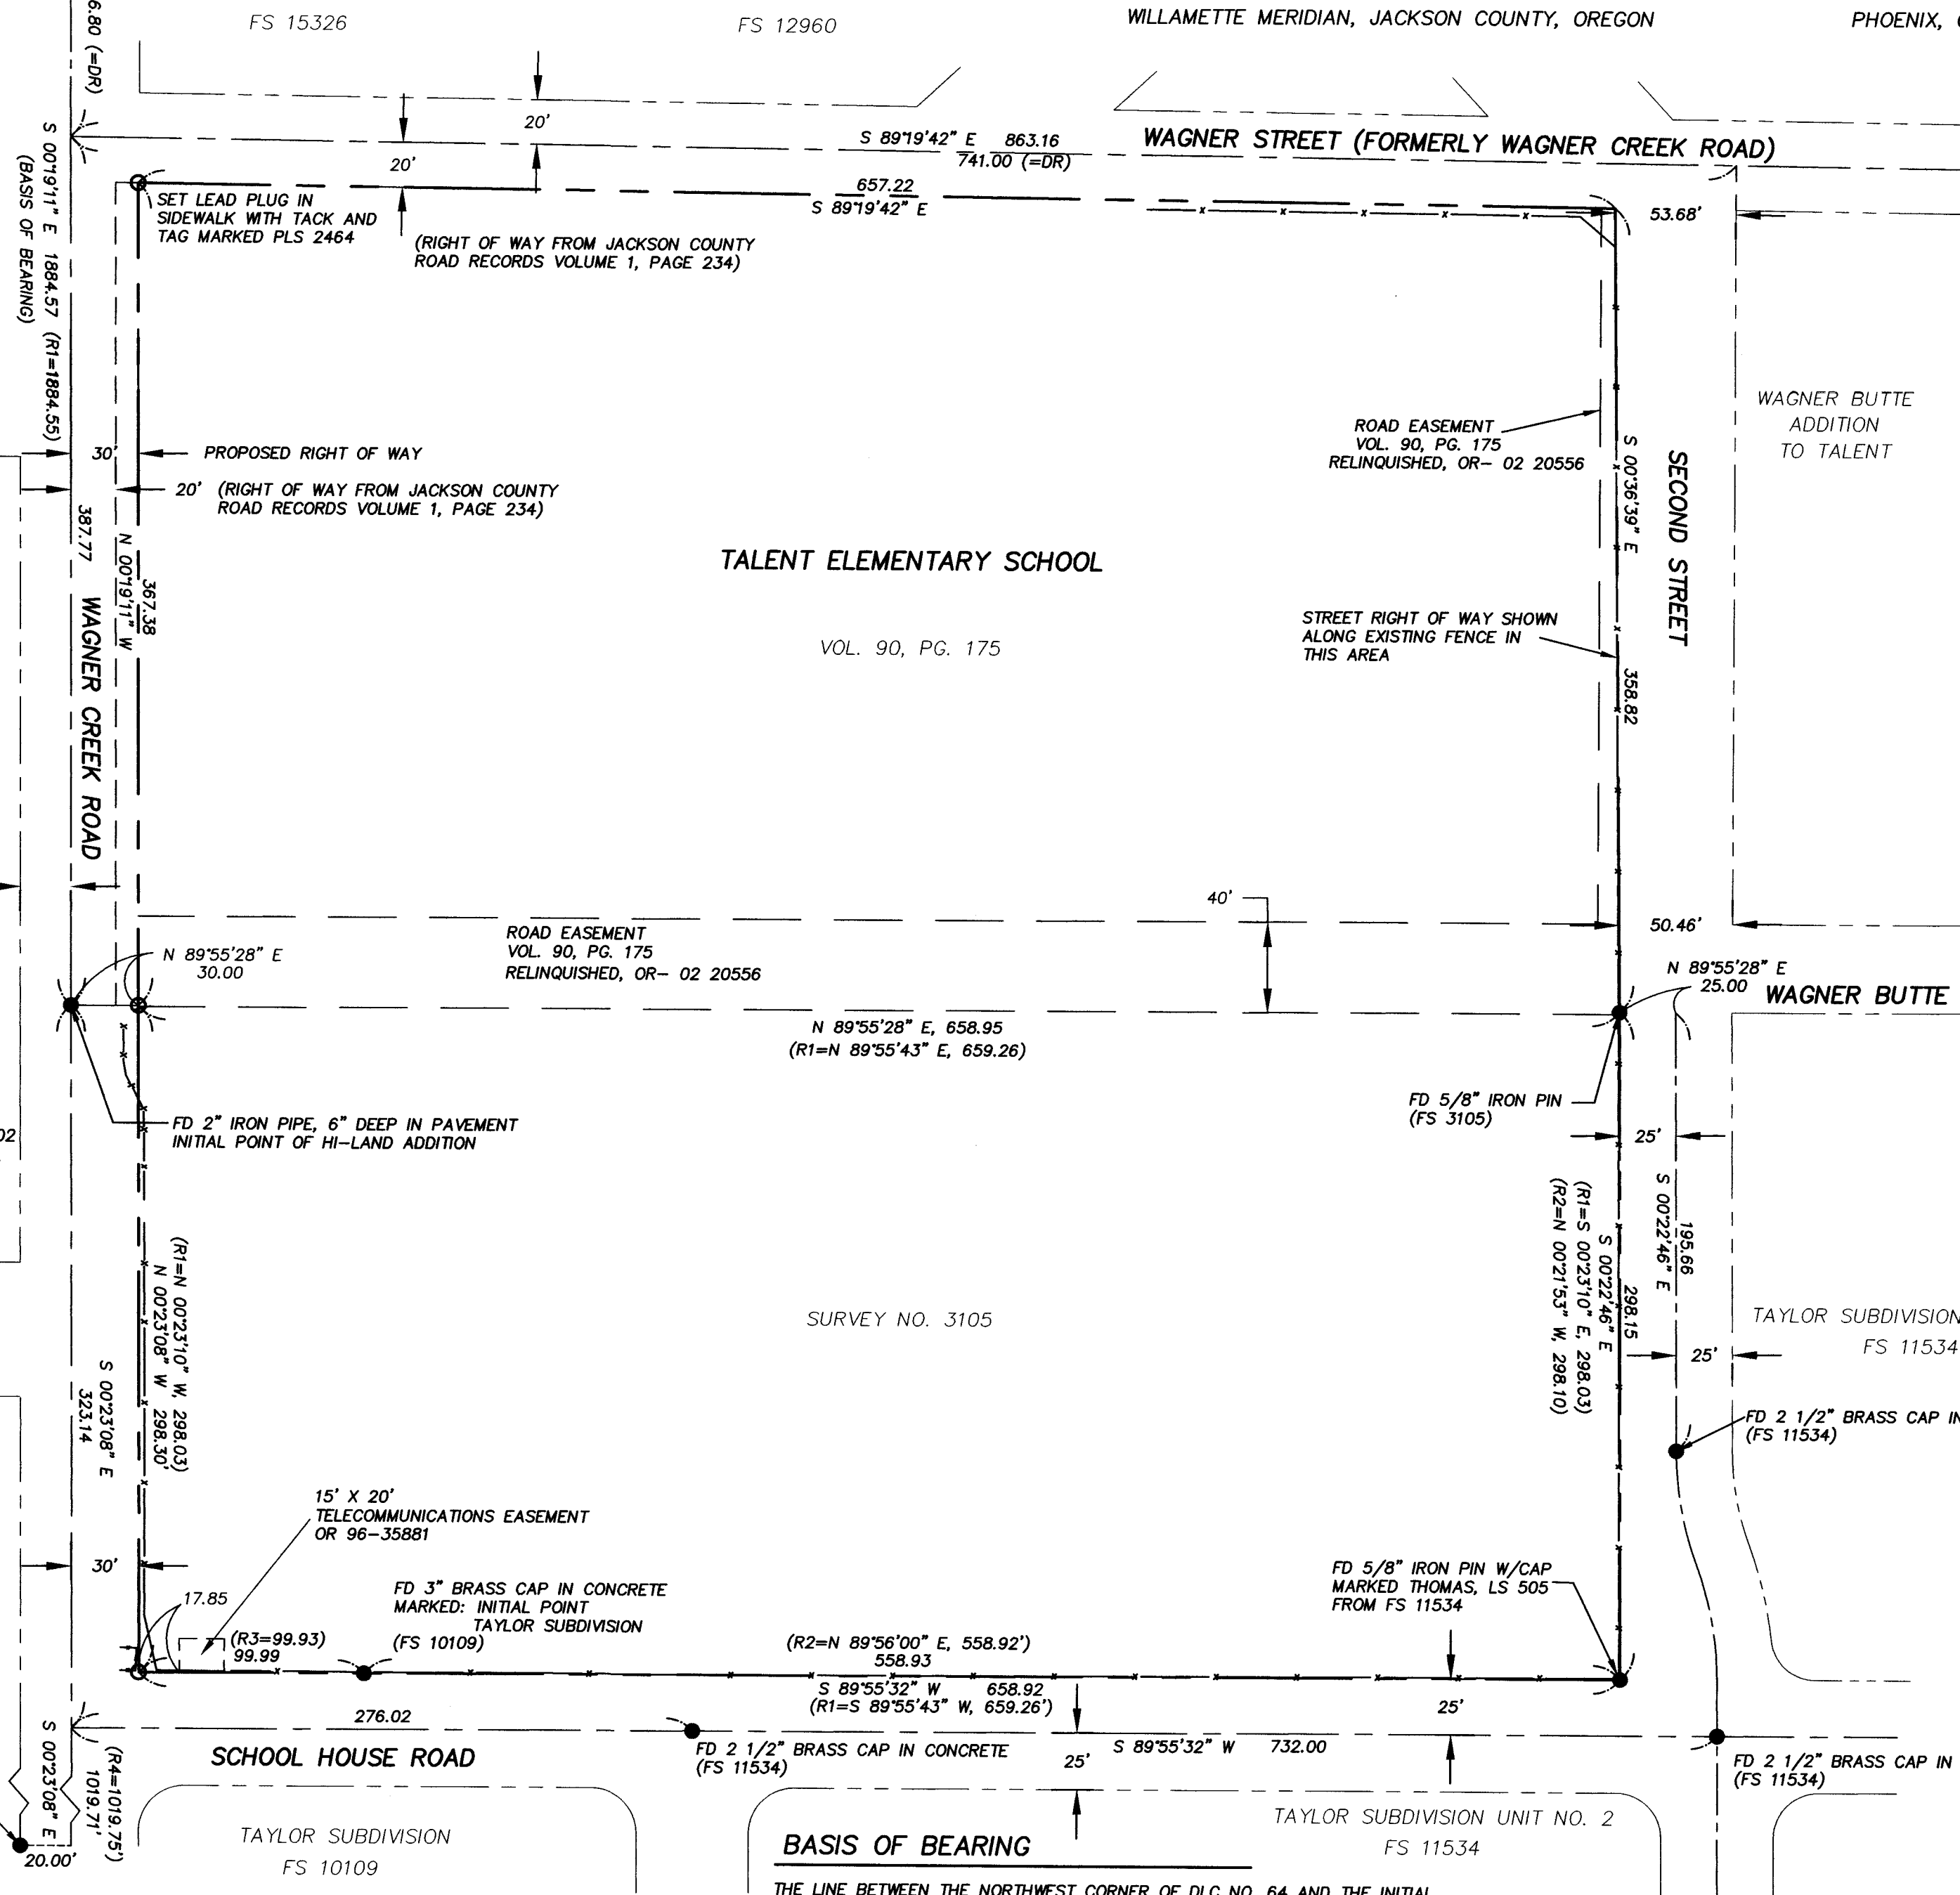 FS 15326
FS 12960
WILLAMETTE MERIDIAN, JACKSON COUNTY, OREGON
PHOENIX,
6.80 (=DR)
S 00°19'11" E 1884.57 (R1=1884.55)
(BASIS OF BEARING)
20'
20'
S 89°19'42" E 863.16
741.00 (=DR)
WAGNER STREET (FORMERLY WAGNER CREEK ROAD)
657.22
S 89°19'42" E
53.68'
SET LEAD PLUG IN
SIDEWALK WITH TACK AND
TAG MARKED PLS 2464
(RIGHT OF WAY FROM JACKSON COUNTY
ROAD RECORDS VOLUME 1, PAGE 234)
WAGNER BUTTE
ADDITION
TO TALENT
ROAD EASEMENT
VOL. 90, PG. 175
RELINQUISHED, OR– 02 20556
30'
PROPOSED RIGHT OF WAY
20' (RIGHT OF WAY FROM JACKSON COUNTY
ROAD RECORDS VOLUME 1, PAGE 234)
S 00°36'39" E
358.82
SECOND STREET
387.77
WAGNER CREEK ROAD
367.38
N 00°19'11" W
TALENT ELEMENTARY SCHOOL
VOL. 90, PG. 175
STREET RIGHT OF WAY SHOWN
ALONG EXISTING FENCE IN
THIS AREA
40'
50.46'
ROAD EASEMENT
VOL. 90, PG. 175
RELINQUISHED, OR– 02 20556
N 89°55'28" E
30.00
N 89°55'28" E
25.00
WAGNER BUTTE
N 89°55'28" E, 658.95
(R1=N 89°55'43" E, 659.26)
FD 5/8" IRON PIN
(FS 3105)
FD 2" IRON PIPE, 6" DEEP IN PAVEMENT
INITIAL POINT OF HI–LAND ADDITION
02
25'
195.66
S 00°22'46" E
298.15
S 00°22'46" E
(R1=S 00°23'10" E, 298.03)
(R2=N 00°21'53" W, 298.10)
(R1=N 00°23'10" W, 298.03)
N 00°23'08" W 298.30'
SURVEY NO. 3105
TAYLOR SUBDIVISION
FS 11534
25'
S 00°23'08" E
323.14
FD 2 1/2" BRASS CAP IN
(FS 11534)
15' X 20'
TELECOMMUNICATIONS EASEMENT
OR 96–35881
30'
17.85
FD 3" BRASS CAP IN CONCRETE
MARKED: INITIAL POINT
TAYLOR SUBDIVISION
(FS 10109)
FD 5/8" IRON PIN W/CAP
MARKED THOMAS, LS 505
FROM FS 11534
(R3=99.93)
99.99
(R2=N 89°56'00" E, 558.92')
558.93
S 89°55'32" W 658.92
(R1=S 89°55'43" W, 659.26')
25'
276.02
SCHOOL HOUSE ROAD
FD 2 1/2" BRASS CAP IN CONCRETE
(FS 11534)
25'
S 89°55'32" W 732.00
FD 2 1/2" BRASS CAP IN
(FS 11534)
(R4=1019.75')
1019.71'
S 00°23'08" E
20.00'
TAYLOR SUBDIVISION
FS 10109
TAYLOR SUBDIVISION UNIT NO. 2
FS 11534
BASIS OF BEARING
THE LINE BETWEEN THE NORTHWEST CORNER OF DLC NO. 64 AND THE INITIAL